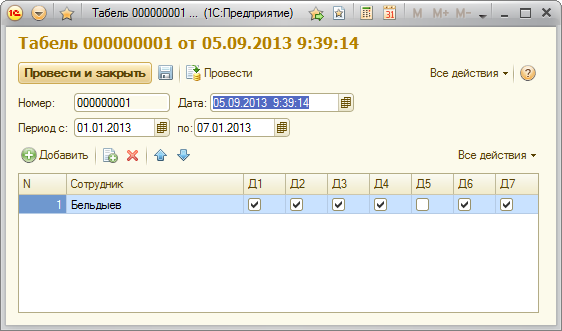 Табель 000000001 ... (1С:Предприятие) M M+ M-
Табель 000000001 от 05.09.2013 9:39:14
Провести и закрыть Провести Все действия ?
Номер: 000000001 Дата: 05.09.2013 9:39:14
Период с: 01.01.2013 по: 07.01.2013
Добавить Все действия
N Сотрудник Д1 Д2 Д3 Д4 Д5 Д6 Д7
1 Бельдыев